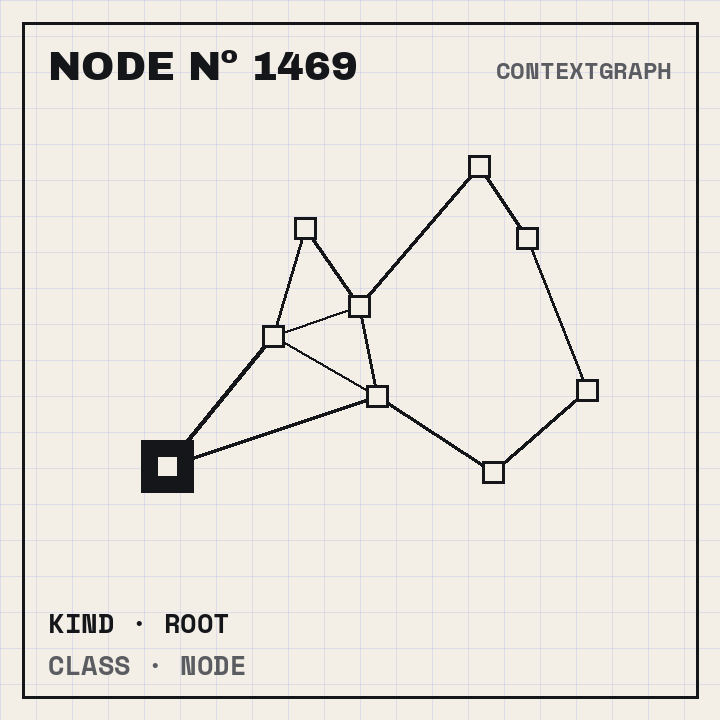 NODE Nº 1469
CONTEXTGRAPH
KIND · ROOT
CLASS · NODE